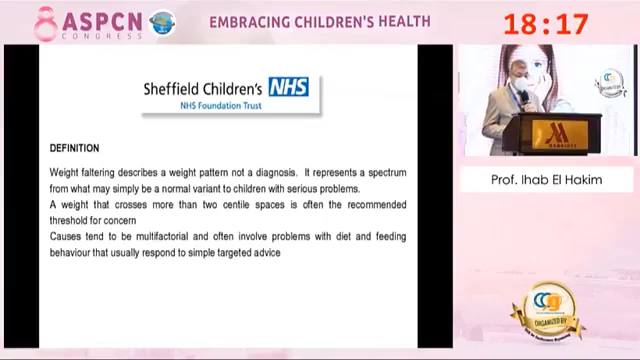 8 ASPCN
CONGRESS
EMBRACING CHILDREN'S HEALTH
18:17
Sheffield Children's NHS
NHS Foundation Trust
DEFINITION
Weight faltering describes a weight pattern not a diagnosis. It represents a spectrum
from what may simply be a normal variant to children with serious problems.
A weight that crosses more than two centile spaces is often the recommended
threshold for concern
Causes tend to be multifactorial and often involve problems with diet and feeding
behaviour that usually respond to simple targeted advice
Prof. Ihab El Hakim
ORGANIZED BY